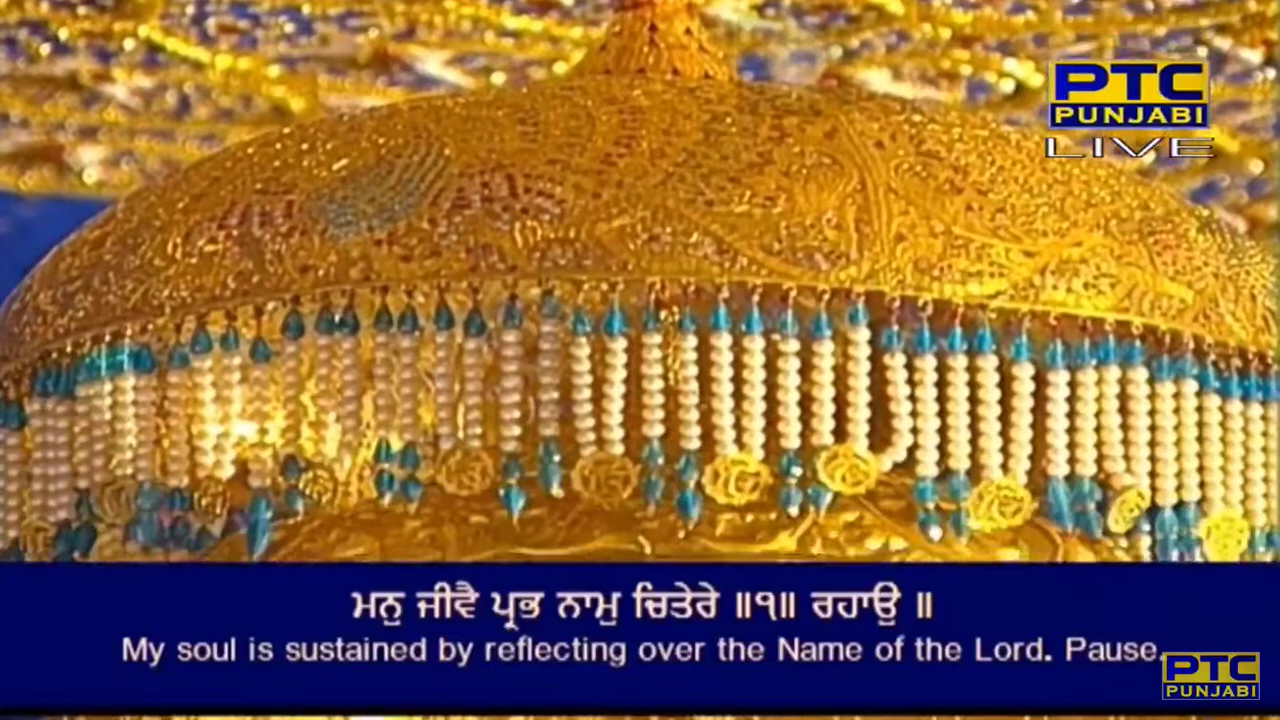 PTC
PUNJABI
LIVE
ਮਨੁ ਜੀਵੈ ਪ੍ਰਭ ਨਾਮੁ ਚਿਤੇਰੇ ॥੧॥ ਰਹਾਉ ॥
My soul is sustained by reflecting over the Name of the Lord. Pause.
PTC
PUNJABI